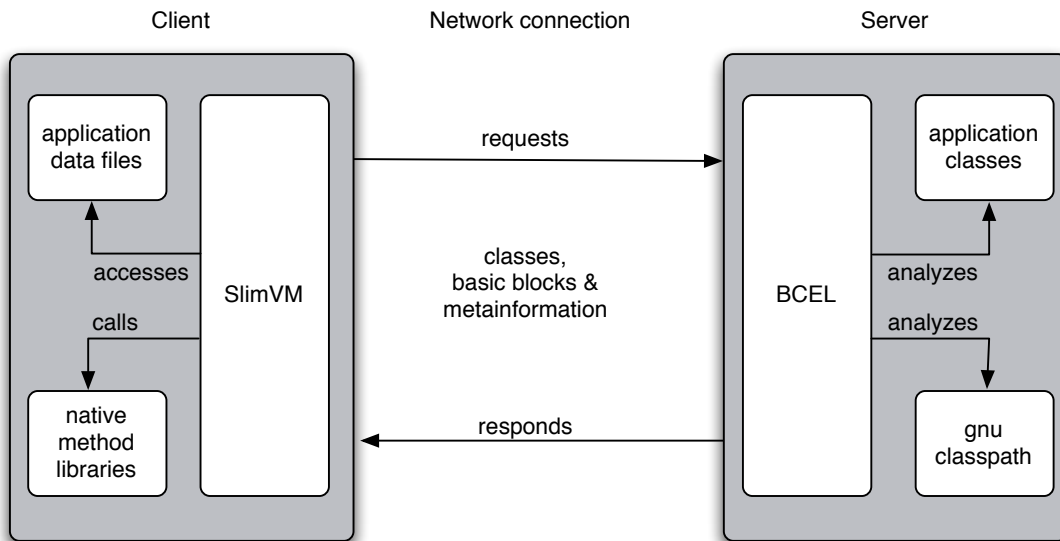 Client
Network connection
Server
application
data files
accesses
calls
native
method
libraries
SlimVM
requests
classes,
basic blocks &
metainformation
responds
BCEL
application
classes
analyzes
analyzes
gnu
classpath